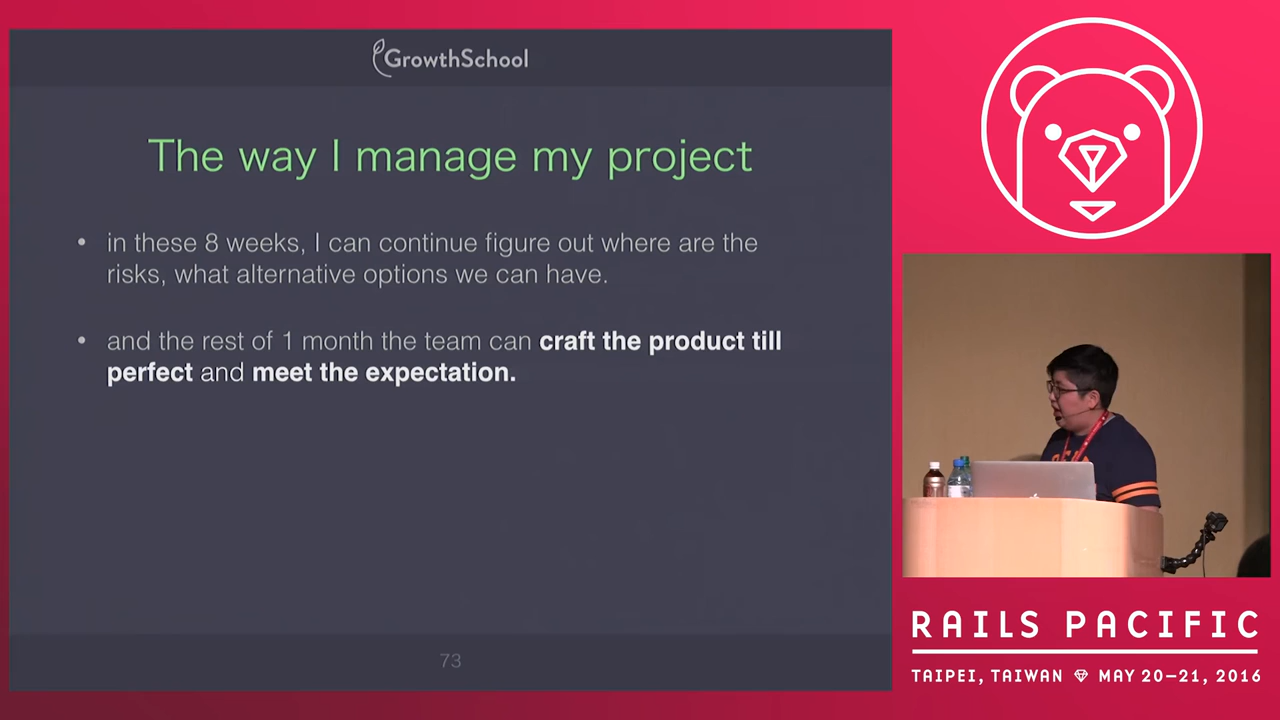 GrowthSchool
The way I manage my project
• in these 8 weeks, I can continue figure out where are the
risks, what alternative options we can have.
• and the rest of 1 month the team can craft the product till
perfect and meet the expectation.
73
RAILS PACIFIC
TAIPEI, TAIWAN MAY 20–21, 2016